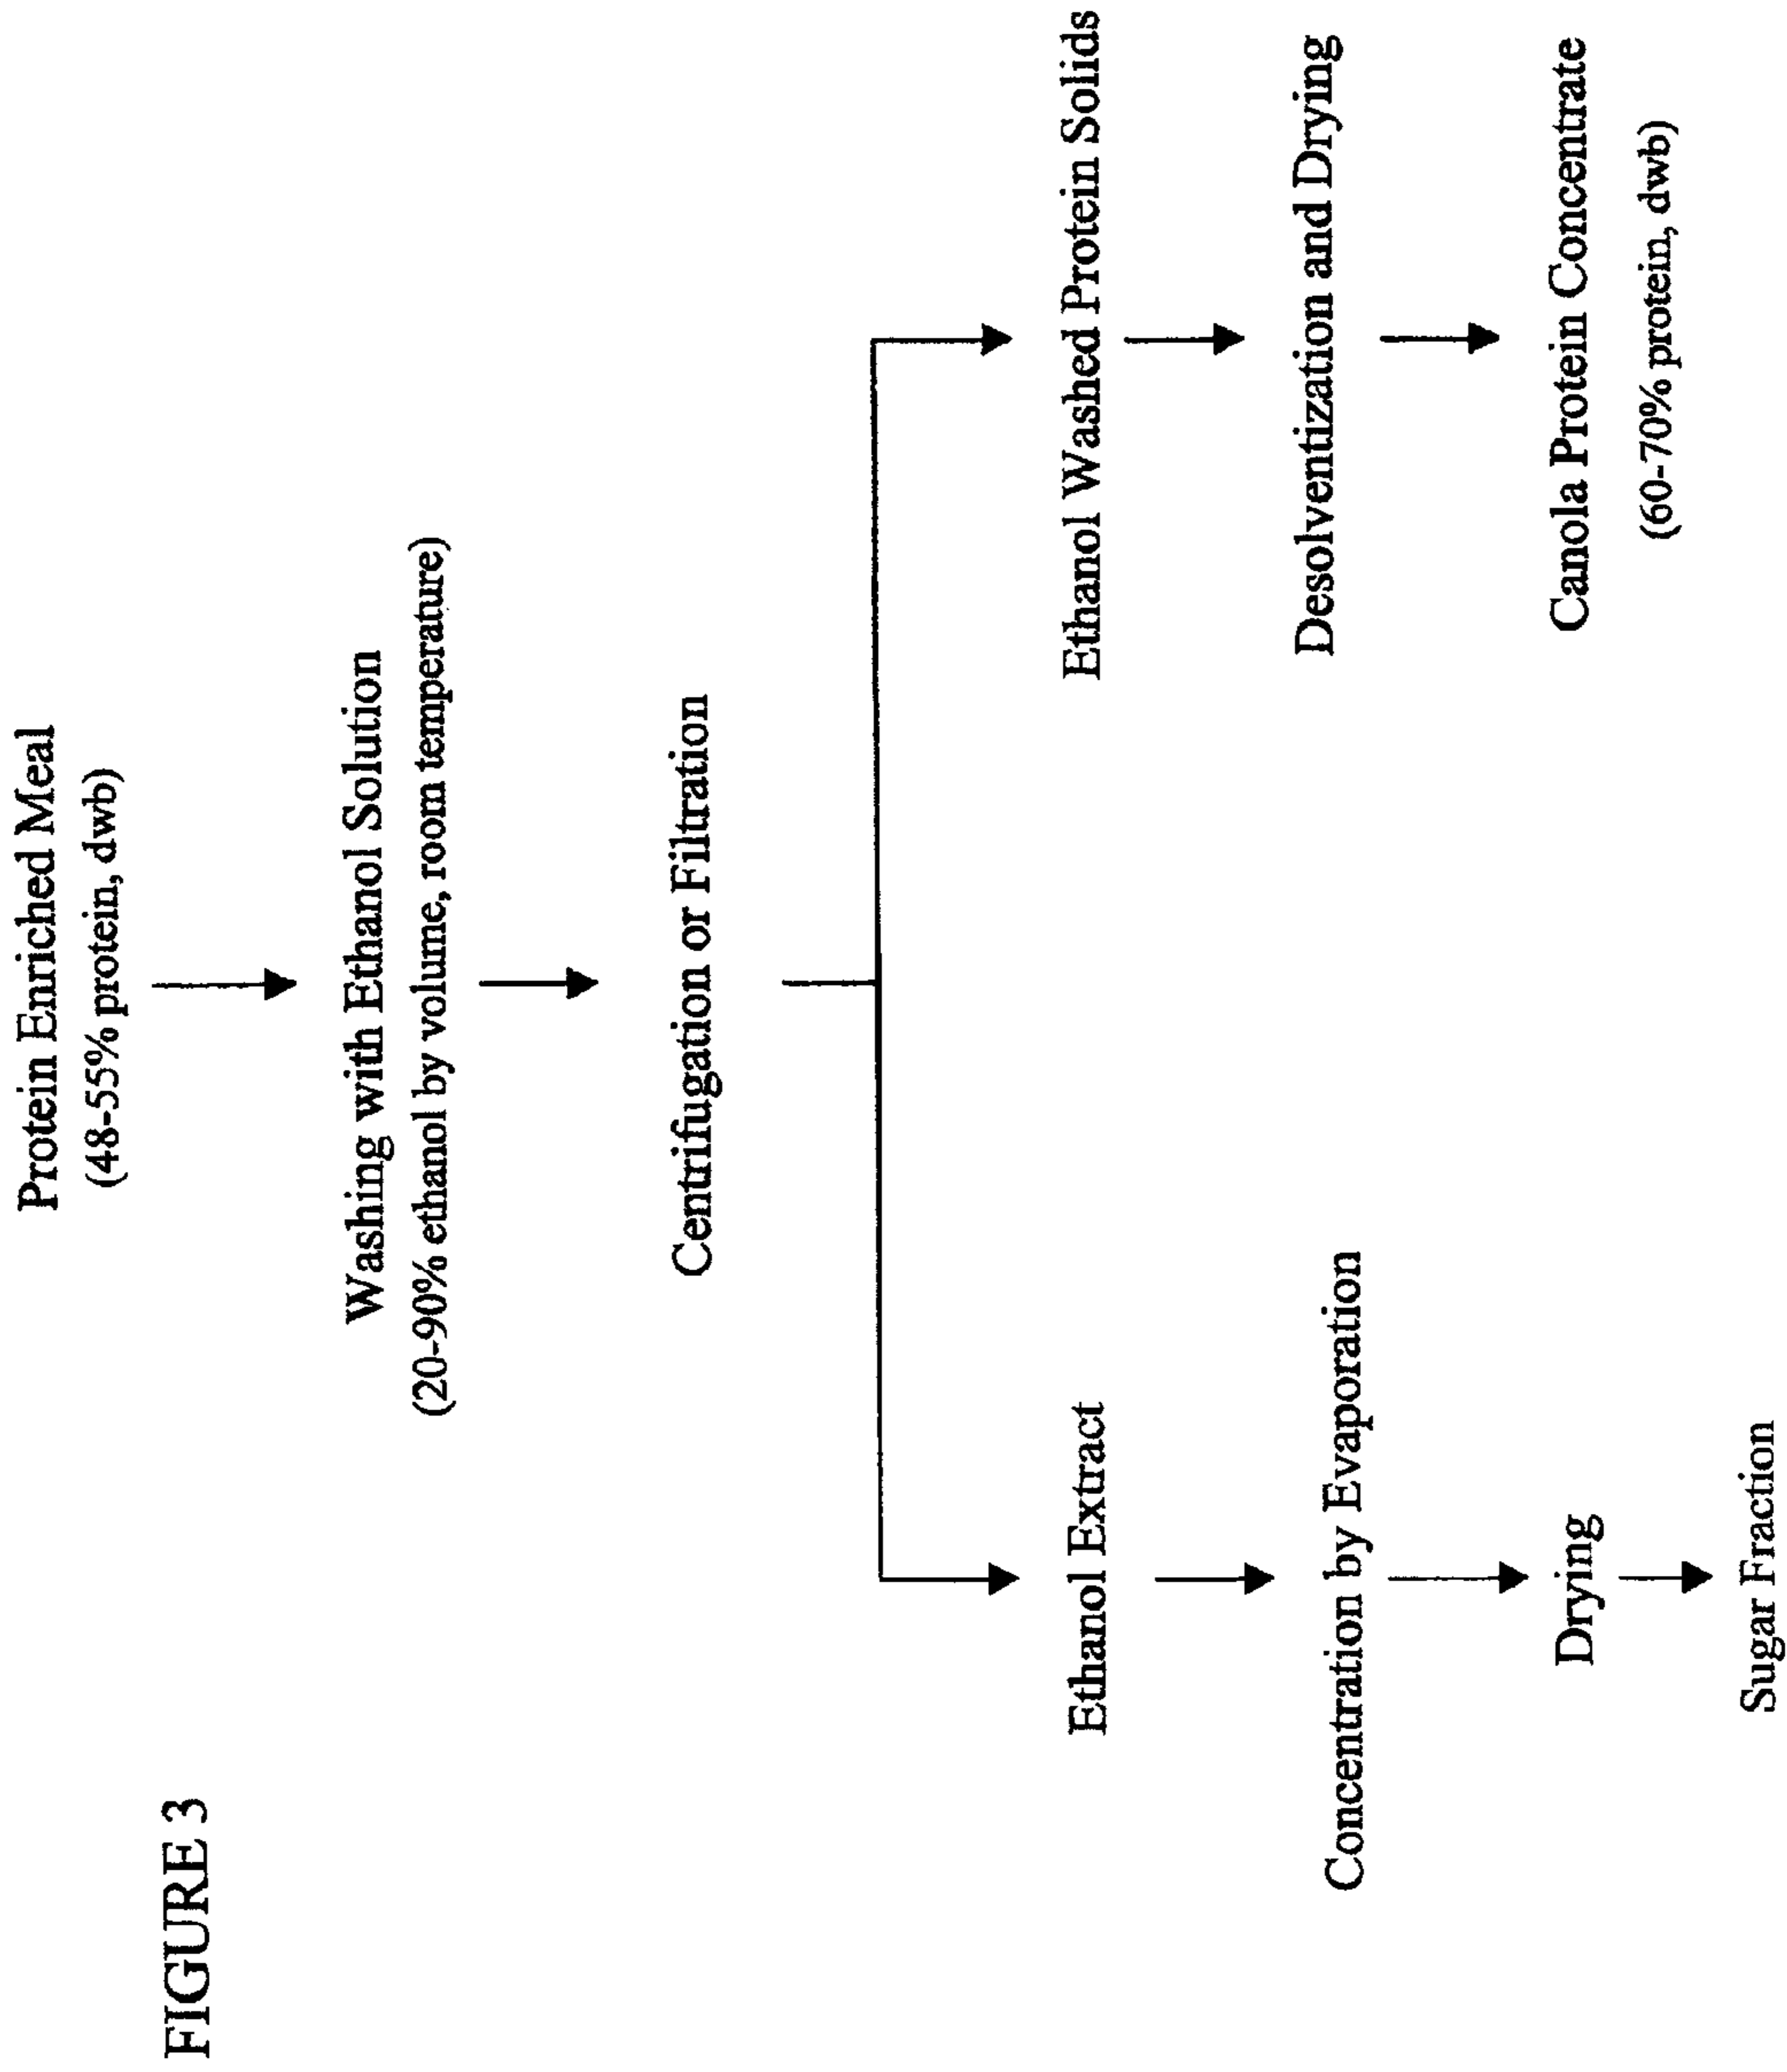 FIGURE 3
Protein Enriched Meal
(48-55% protein, dwb)
Washing with Ethanol Solution
(20-90% ethanol by volume, room temperature)
Centrifugation or Filtration
Ethanol Extract
Concentration by Evaporation
Drying
Sugar Fraction
Ethanol Washed Protein Solids
Desolventization and Drying
Canola Protein Concentrate
(60-70% protein, dwb)